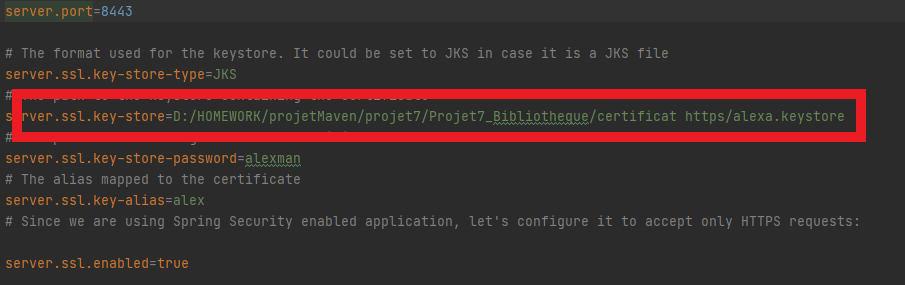 server.port=8443
# The format used for the keystore. It could be set to JKS in case it is a JKS file
server.ssl.key-store-type=JKS
#
server.ssl.key-store=D:/HOMEWORK/projetMaven/projet7/Projet7_Bibliotheque/certificat https/alexa.keystore
#
server.ssl.key-store-password=alexman
# The alias mapped to the certificate
server.ssl.key-alias=alex
# Since we are using Spring Security enabled application, let's configure it to accept only HTTPS requests:
server.ssl.enabled=true